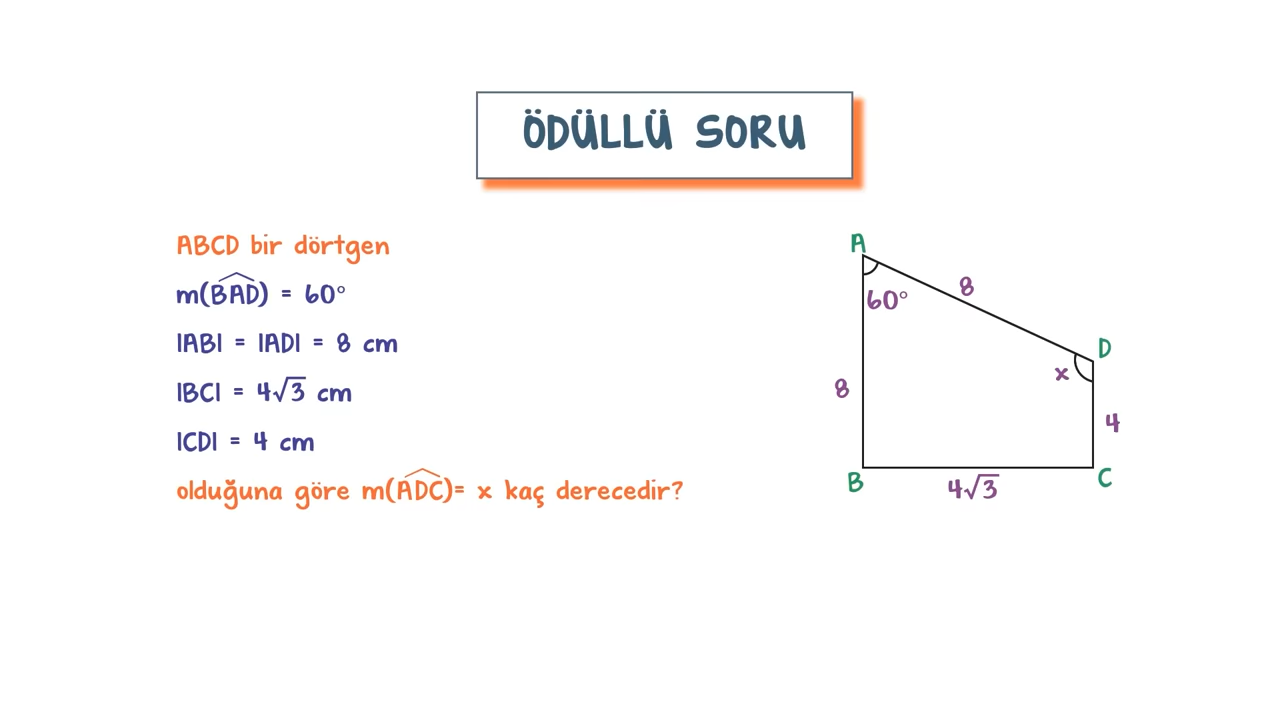 ÖDÜLLÜ SORU
ABCD bir dörtgen
m(BAD) = 60°
|AB| = |AD| = 8 cm
|BC| = 4√3 cm
|CD| = 4 cm
olduğuna göre m(ADC)= x kaç derecedir?
A
60°
8
D
x
8
4
B
4√3
C